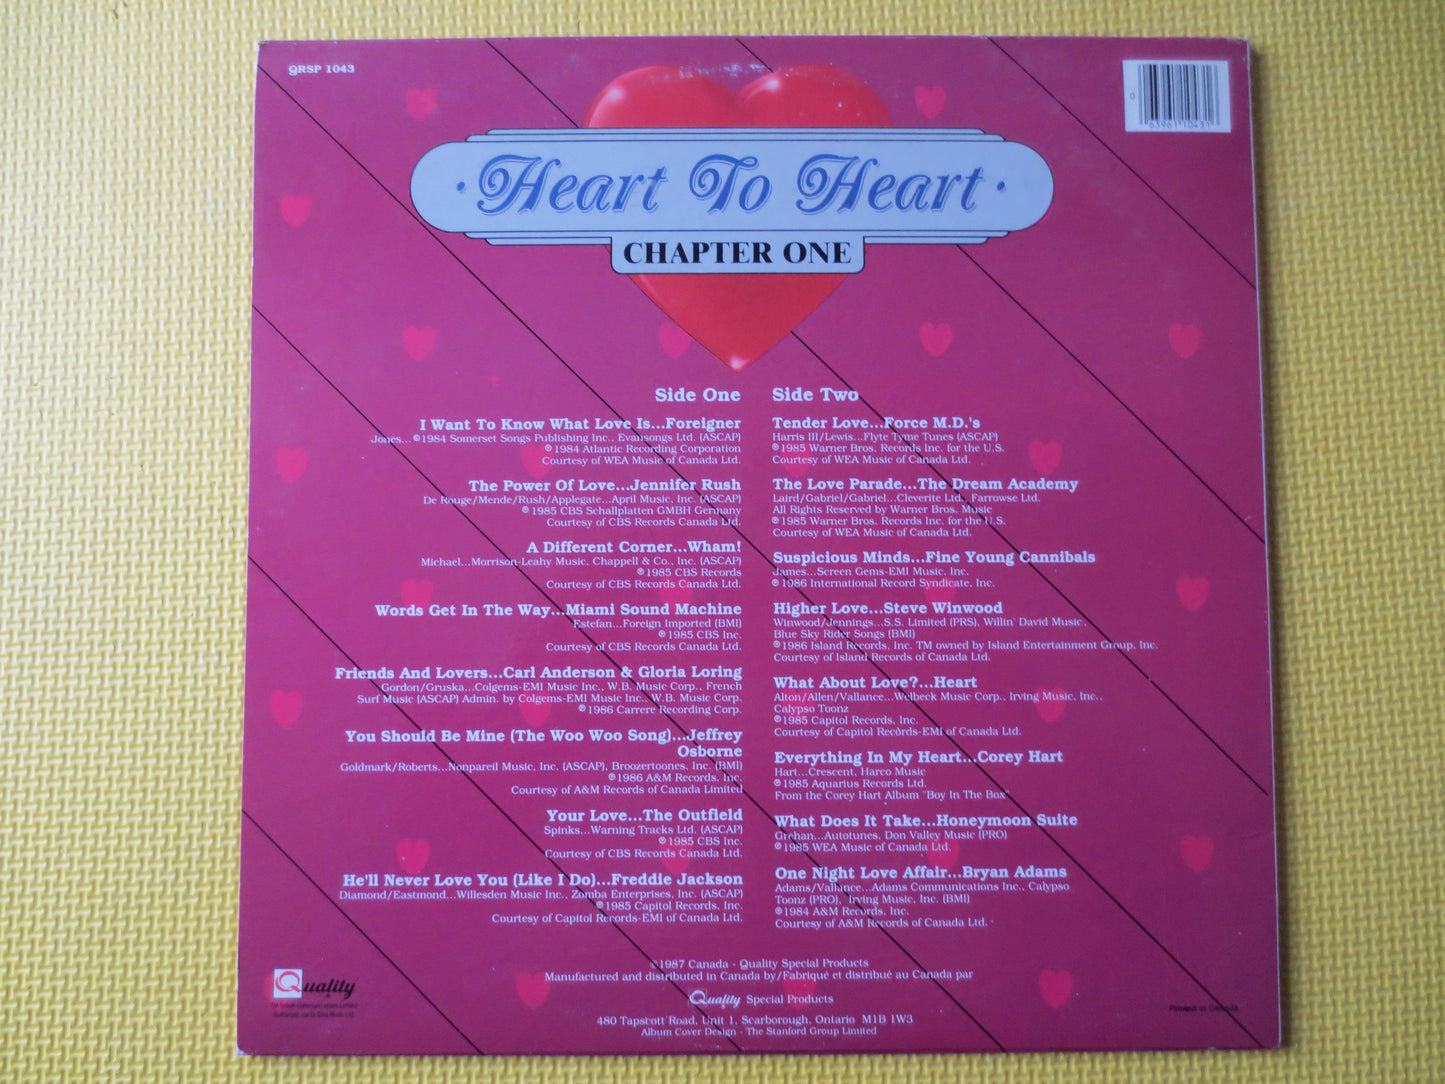 QRSP 1043
0
63961 10431
· Heart To Heart ·
CHAPTER ONE
Side One
I Want To Know What Love Is...Foreigner
Jones...©1984 Somerset Songs Publishing Inc., Evansongs Ltd. (ASCAP)
℗1984 Atlantic Recording Corporation
Courtesy of WEA Music of Canada Ltd.
The Power Of Love...Jennifer Rush
De Rouge/Mende/Rush/Applegate...April Music, Inc. (ASCAP)
℗1985 CBS Schallplatten GMBH Germany
Courtesy of CBS Records Canada Ltd.
A Different Corner...Wham!
Michael...Morrison-Leahy Music, Chappell & Co., Inc. (ASCAP)
℗1985 CBS Records
Courtesy of CBS Records Canada Ltd.
Words Get In The Way...Miami Sound Machine
Estefan...Foreign Imported (BMI)
℗1985 CBS Inc.
Courtesy of CBS Records Canada Ltd.
Friends And Lovers...Carl Anderson & Gloria Loring
Gordon/Gruska...Colgems-EMI Music Inc., W.B. Music Corp., French
Surf Music (ASCAP) Admin. by Colgems-EMI Music Inc., W.B. Music Corp.
℗1986 Carrere Recording Corp.
You Should Be Mine (The Woo Woo Song)...Jeffrey
Osborne
Goldmark/Roberts...Nonpareil Music, Inc. (ASCAP), Broozertoones, Inc. (BMI)
℗1986 A&M Records, Inc.
Courtesy of A&M Records of Canada Limited
Your Love...The Outfield
Spinks...Warning Tracks Ltd. (ASCAP)
℗1985 CBS Inc.
Courtesy of CBS Records Canada Ltd.
He'll Never Love You (Like I Do)...Freddie Jackson
Diamond/Eastmond...Willesden Music Inc., Zomba Enterprises, Inc. (ASCAP)
℗1985 Capitol Records, Inc.
Courtesy of Capitol Records-EMI of Canada Ltd.
Side Two
Tender Love...Force M.D.'s
Harris III/Lewis...Flyte Tyme Tunes (ASCAP)
℗1985 Warner Bros. Records Inc. for the U.S.
Courtesy of WEA Music of Canada Ltd.
The Love Parade...The Dream Academy
Laird/Gabriel/Gabriel...Cleverite Ltd., Farrowse Ltd.
All Rights Reserved by Warner Bros. Music
℗1985 Warner Bros. Records Inc. for the U.S.
Courtesy of WEA Music of Canada Ltd.
Suspicious Minds...Fine Young Cannibals
James...Screen Gems-EMI Music, Inc.
℗1986 International Record Syndicate, Inc.
Higher Love...Steve Winwood
Winwood/Jennings...S.S. Limited (PRS), Willin' David Music,
Blue Sky Rider Songs (BMI)
℗1986 Island Records, Inc. TM owned by Island Entertainment Group, Inc.
Courtesy of Island Records of Canada Ltd.
What About Love?...Heart
Alton/Allen/Vallance...Welbeck Music Corp., Irving Music, Inc.,
Calypso Toonz
℗1985 Capitol Records, Inc.
Courtesy of Capitol Records-EMI of Canada Ltd.
Everything In My Heart...Corey Hart
Hart...Crescent, Harco Music
℗1985 Aquarius Records Ltd.
From the Corey Hart Album "Boy In The Box"
What Does It Take...Honeymoon Suite
Grehan...Autotunes, Don Valley Music (PRO)
℗1985 WEA Music of Canada Ltd.
One Night Love Affair...Bryan Adams
Adams/Vallance...Adams Communications Inc., Calypso
Toonz (PRO), Irving Music, Inc. (BMI)
℗1984 A&M Records, Inc.
Courtesy of A&M Records of Canada Ltd.
©1987 Canada - Quality Special Products
Manufactured and distributed in Canada by/Fabriqué et distribué au Canada par
Quality Special Products
480 Tapscott Road, Unit 1, Scarborough, Ontario M1B 1W3
Album Cover Design - The Stanford Group Limited
Quality
Printed in Canada